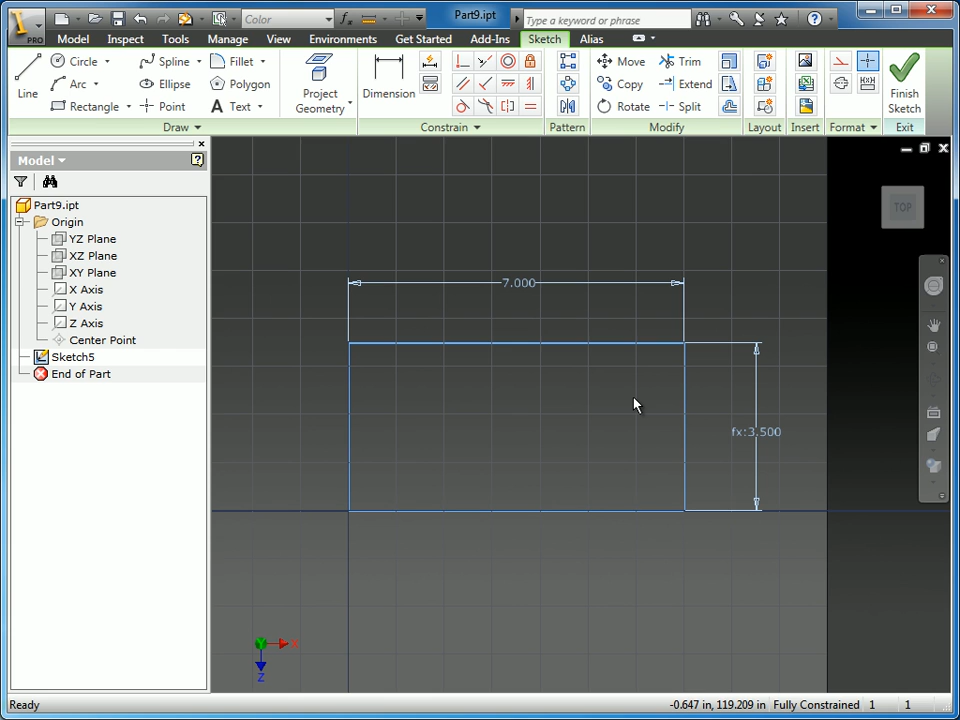 PRO
Color
Part9.ipt
Type a keyword or phrase
Model Inspect Tools Manage View Environments Get Started Add-Ins Sketch Alias
Line
Circle
Arc
Rectangle
Spline
Ellipse
Point
Fillet
Polygon
Text
Project
Geometry
Dimension
Move
Copy
Rotate
Trim
Extend
Split
Finish
Sketch
Draw Constrain Pattern Modify Layout Insert Format Exit
Model
Part9.ipt
Origin
YZ Plane
XZ Plane
XY Plane
X Axis
Y Axis
Z Axis
Center Point
Sketch5
End of Part
TOP
7.000
fx:3.500
X
Z
Ready
-0.647 in, 119.209 in Fully Constrained 1 1